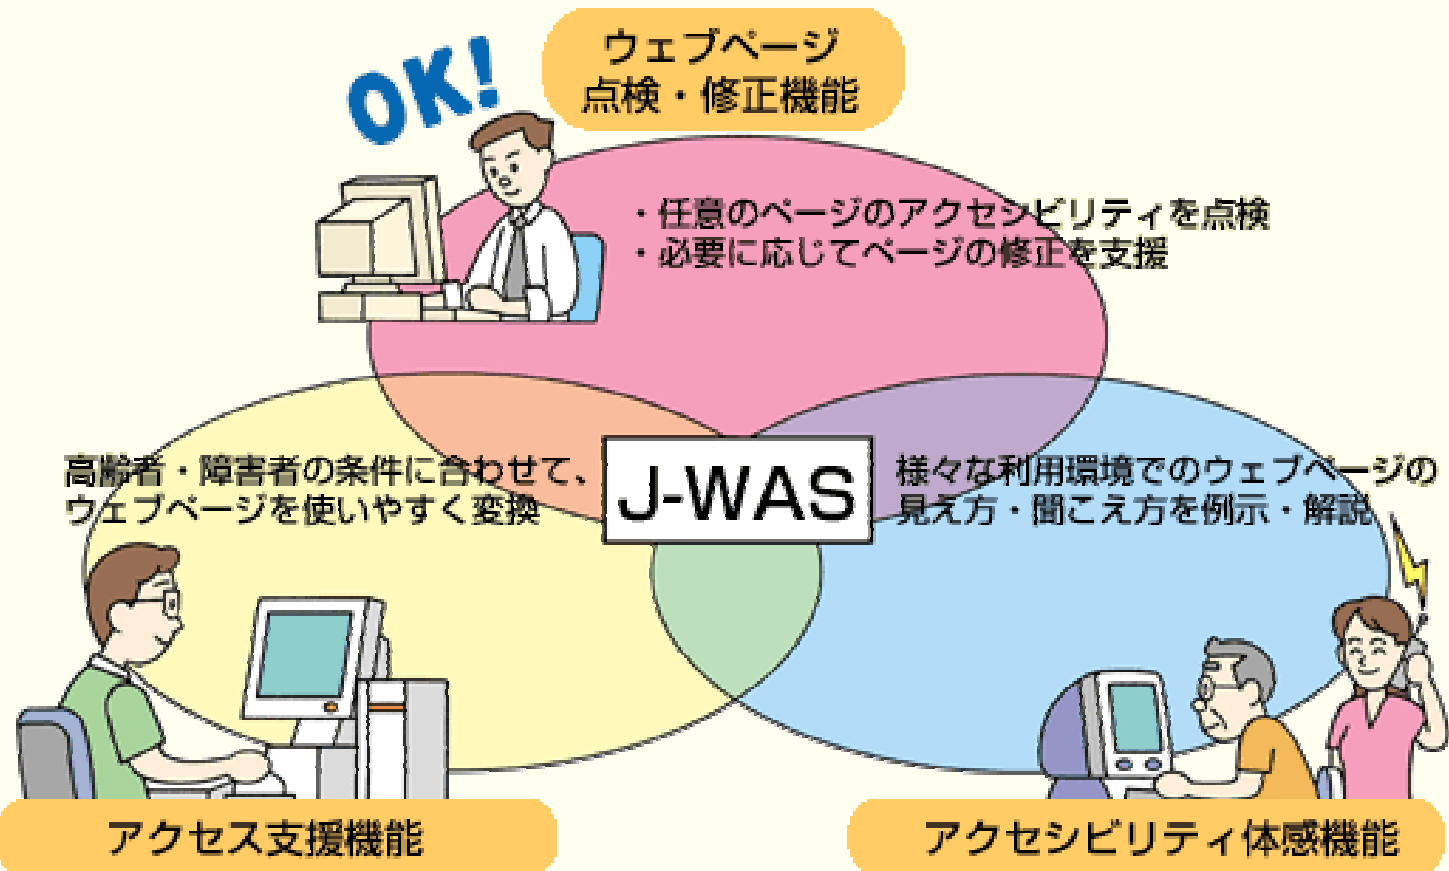 OK!
ウェブページ
点検・修正機能
・任意のページのアクセシビリティを点検
・必要に応じてページの修正を支援
高齢者・障害者の条件に合わせて、
ウェブページを使いやすく変換
J-WAS
様々な利用環境でのウェブページの
見え方・聞こえ方を例示・解説
アクセス支援機能
アクセシビリティ体感機能